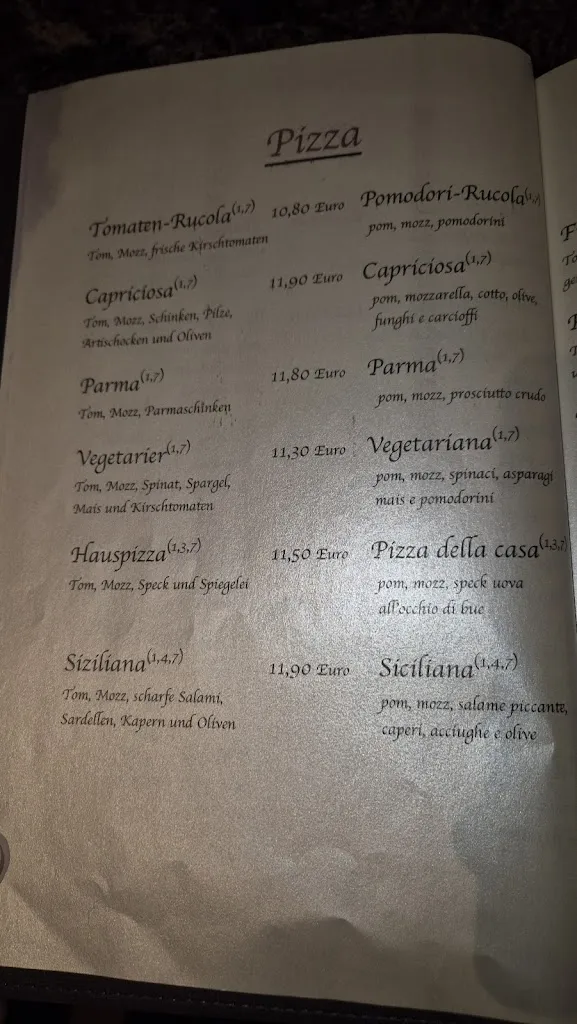 Pizza
Tomaten-Rucola(1,7) 10,80 Euro Pomodori-Rucola(1,7)
Tom, Mozz, frische Kirschtomaten pom, mozz, pomodorini
Capriciosa(1,7) 11,90 Euro Capriciosa(1,7)
Tom, Mozz, Schinken, Pilze, pom, mozzarella, cotto, olive,
Artischocken und Oliven funghi e carcioffi
Parma(1,7) 11,80 Euro Parma(1,7)
Tom, Mozz, Parmaschinken pom, mozz, prosciutto crudo
Vegetarier(1,7) 11,30 Euro Vegetariana(1,7)
Tom, Mozz, Spinat, Spargel, pom, mozz, spinaci, asparagi
Mais und Kirschtomaten mais e pomodorini
Hauspizza(1,3,7) 11,50 Euro Pizza della casa(1,3,7)
Tom, Mozz, Speck und Spiegelei pom, mozz, speck uova
all'occhio di bue
Siziliana(1,4,7) 11,90 Euro Siciliana(1,4,7)
Tom, Mozz, scharfe Salami, pom, mozz, salame piccante,
Sardellen, Kapern und Oliven caperi, acciughe e olive